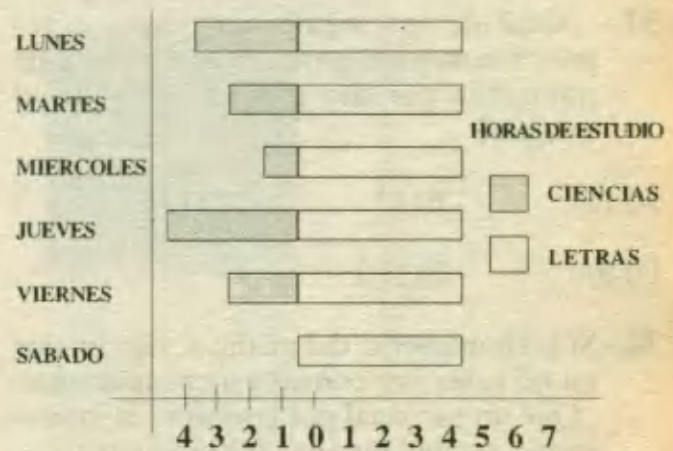 LUNES
MARTES
HORAS DE ESTUDIO
MIERCOLES
CIENCIAS
JUEVES
LETRAS
VIERNES
SABADO
4 3 2 1 0 1 2 3 4 5 6 7